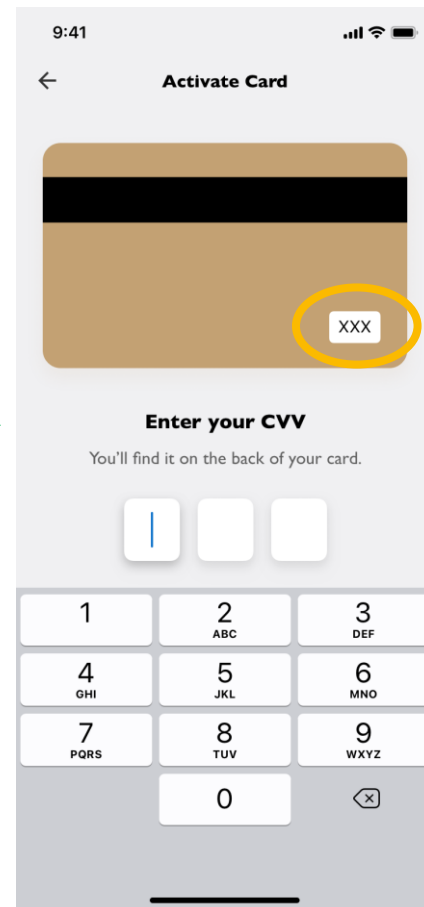 9:41
Activate Card
XXX
Enter your CVV
You'll find it on the back of your card.
1 2 3
ABC DEF
4 5 6
GHI JKL MNO
7 8 9
PQRS TUV WXYZ
0